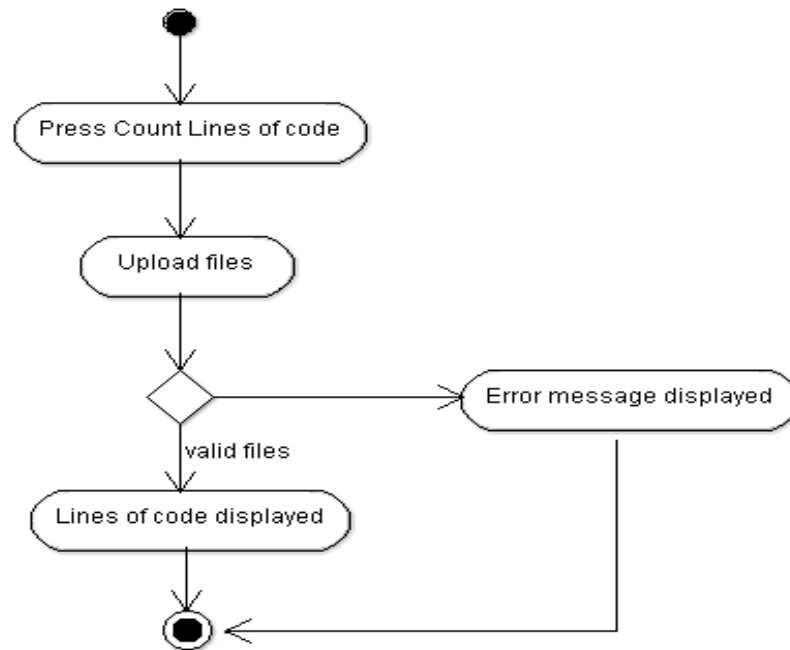 Press Count Lines of code
Upload files
Error message displayed
valid files
Lines of code displayed